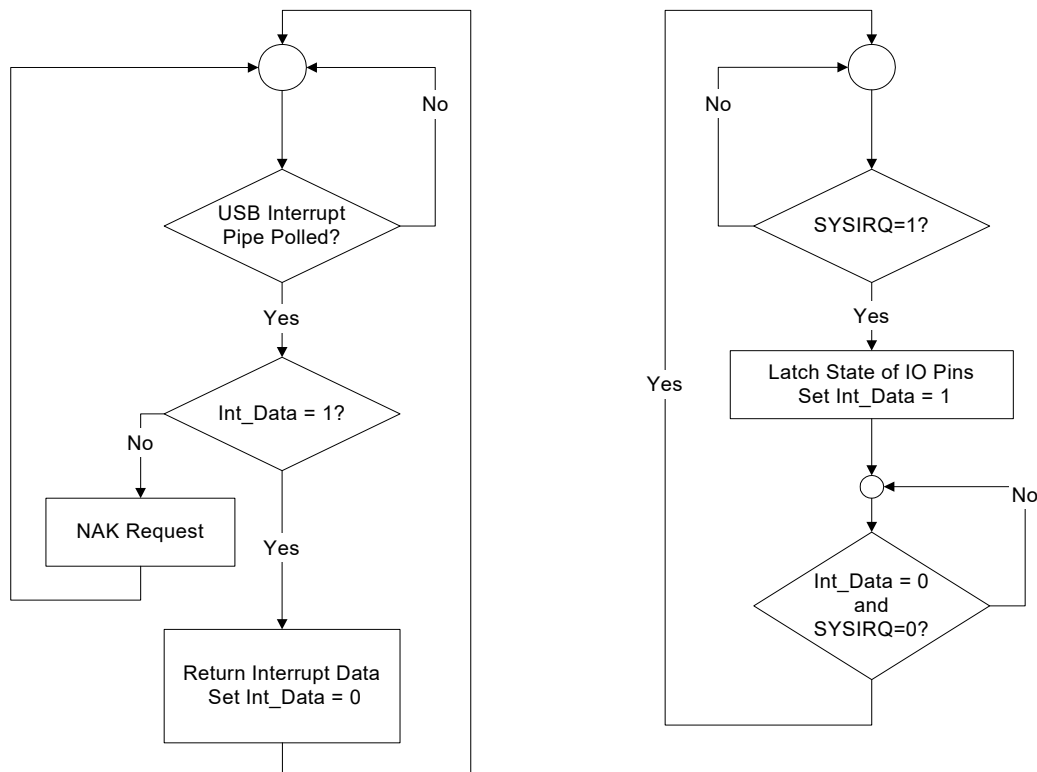 No
USB Interrupt
Pipe Polled?
Yes
Int_Data = 1?
No
NAK Request
Yes
Return Interrupt Data
Set Int_Data = 0
No
SYSIRQ=1?
Yes
Latch State of IO Pins
Set Int_Data = 1
Yes
No
Int_Data = 0
and
SYSIRQ=0?